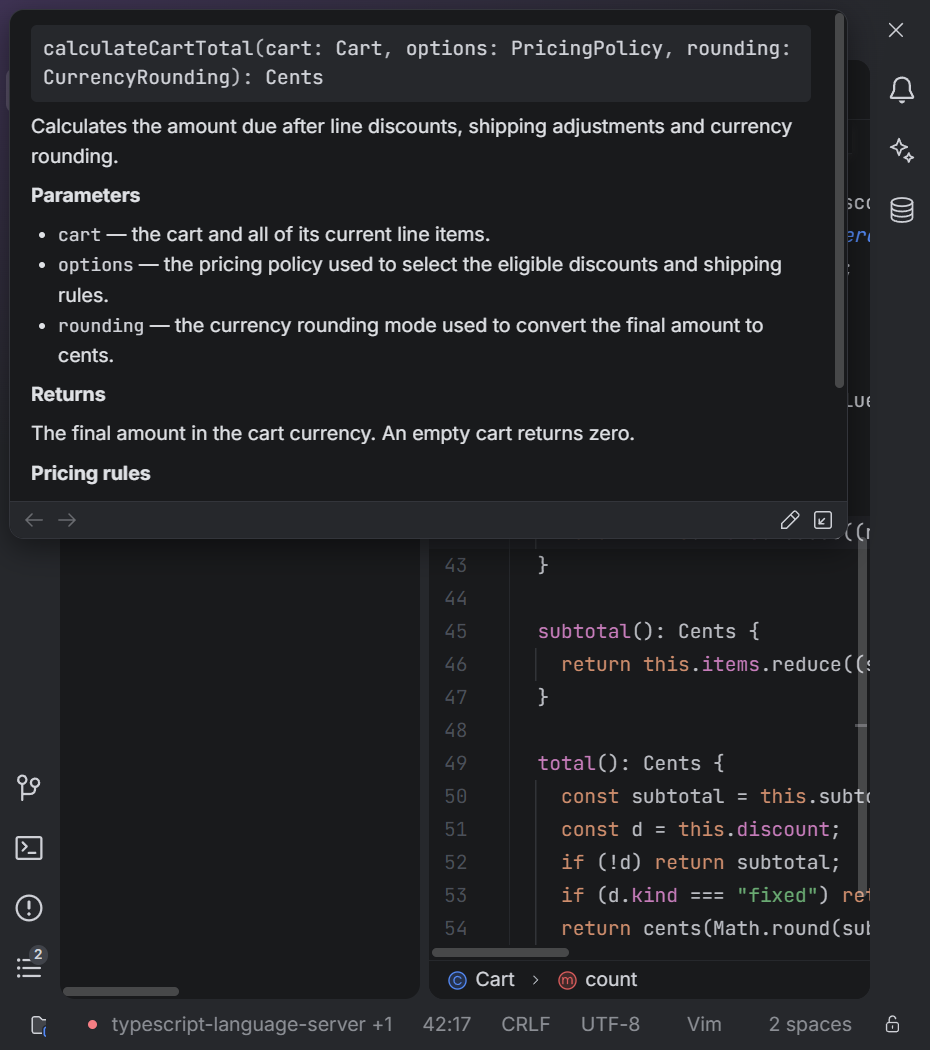 calculateCartTotal(cart: Cart, options: PricingPolicy, rounding:
CurrencyRounding): Cents
Calculates the amount due after line discounts, shipping adjustments and currency
rounding.
Parameters
• cart — the cart and all of its current line items.
• options — the pricing policy used to select the eligible discounts and shipping
rules.
• rounding — the currency rounding mode used to convert the final amount to
cents.
Returns
The final amount in the cart currency. An empty cart returns zero.
Pricing rules
43 }
44
45 subtotal(): Cents {
46 return this.items.reduce((s
47 }
48
49 total(): Cents {
50 const subtotal = this.subto
51 const d = this.discount;
52 if (!d) return subtotal;
53 if (d.kind === "fixed") ret
54 return cents(Math.round(sub
2
C Cart › m count
typescript-language-server +1 42:17 CRLF UTF-8 Vim 2 spaces